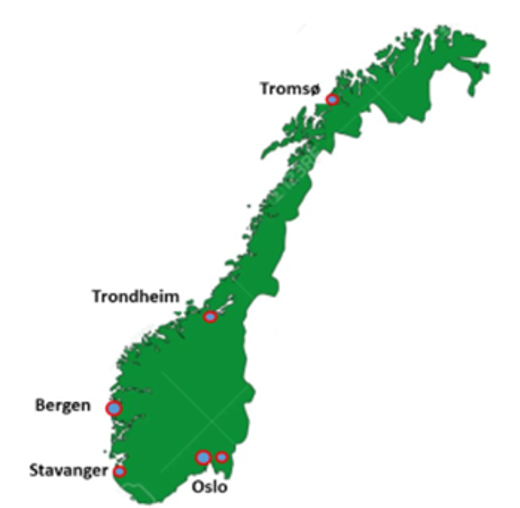 Tromsø
Trondheim
Bergen
Stavanger
Oslo